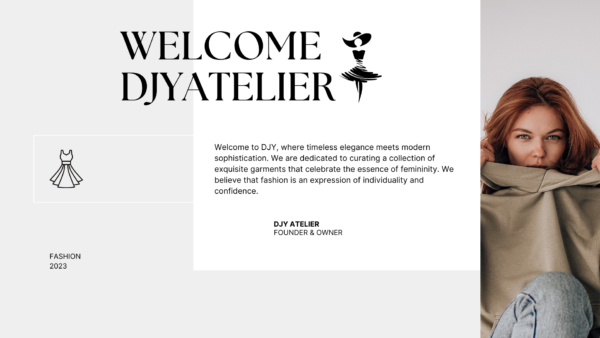 WELCOME
DJYATELIER
Welcome to DJY, where timeless elegance meets modern
sophistication. We are dedicated to curating a collection of
exquisite garments that celebrate the essence of femininity. We
believe that fashion is an expression of individuality and
confidence.
DJY ATELIER
FOUNDER & OWNER
FASHION
2023